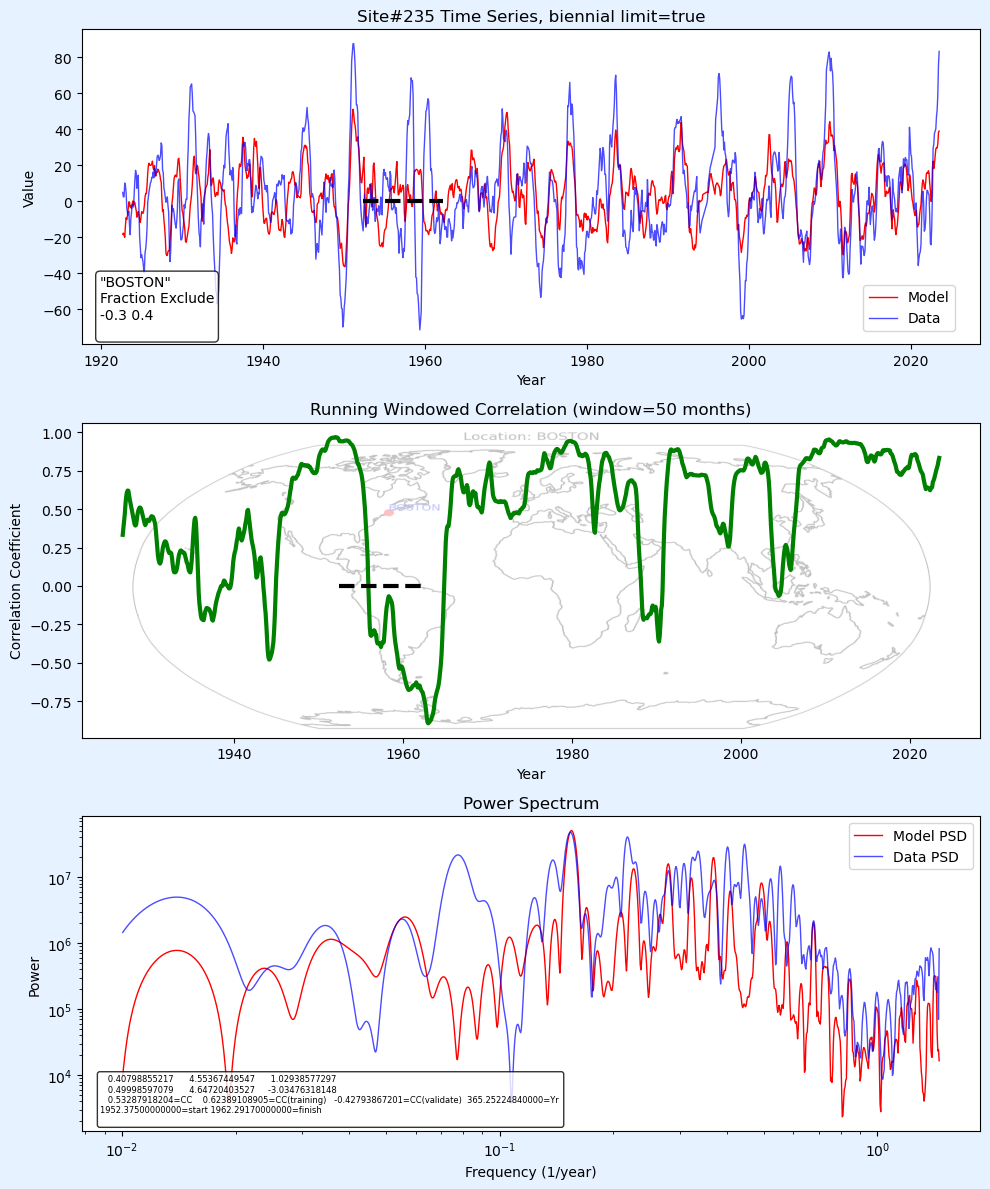 Site#235 Time Series, biennial limit=true
80
60
40
20
0
−20
−40
−60
Value
"BOSTON"
Fraction Exclude
-0.3 0.4
Model
Data
1920 1940 1960 1980 2000 2020
Year
Running Windowed Correlation (window=50 months)
1.00
0.75
0.50
0.25
0.00
−0.25
−0.50
−0.75
Correlation Coefficient
Location: BOSTON
BOSTON
1940 1960 1980 2000 2020
Year
Power Spectrum
10^7
10^6
10^5
10^4
Power
Model PSD
Data PSD
0.40798855217 4.55367449547 1.02938577297
0.49998597079 4.64720403527 -3.03476318148
0.53287918204=CC 0.62389108905=CC(training) -0.42793867201=CC(validate) 365.25224840000=Yr
1952.37500000000=start 1962.29170000000=finish
10^−2 10^−1 10^0
Frequency (1/year)